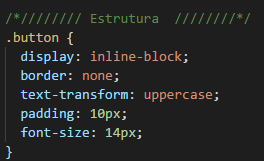 /*//////// Estrutura ////////*/
.button {
display: inline-block;
border: none;
text-transform: uppercase;
padding: 10px;
font-size: 14px;
}